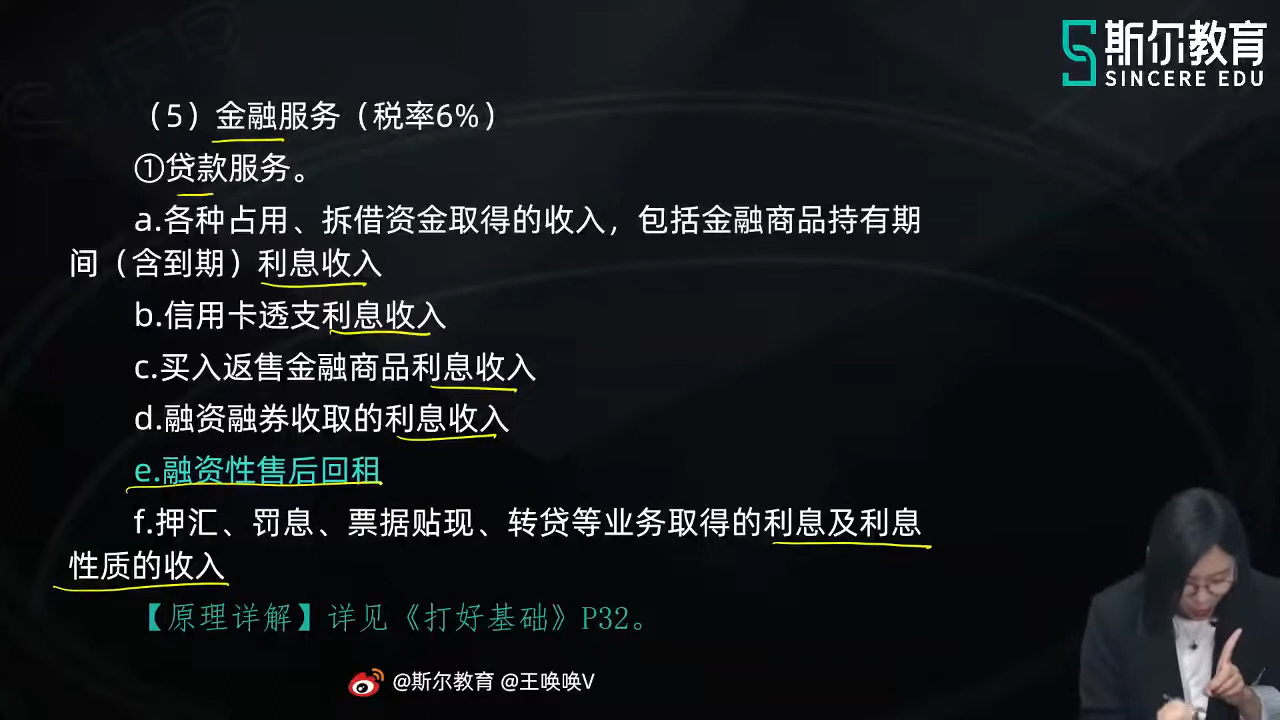 斯尔教育
SINCERE EDU
（5）金融服务（税率6%）
①贷款服务。
a.各种占用、拆借资金取得的收入，包括金融商品持有期
间（含到期）利息收入
b.信用卡透支利息收入
c.买入返售金融商品利息收入
d.融资融券收取的利息收入
e.融资性售后回租
f.押汇、罚息、票据贴现、转贷等业务取得的利息及利息
性质的收入
【原理详解】详见《打好基础》P32。
@斯尔教育 @王唤唤V